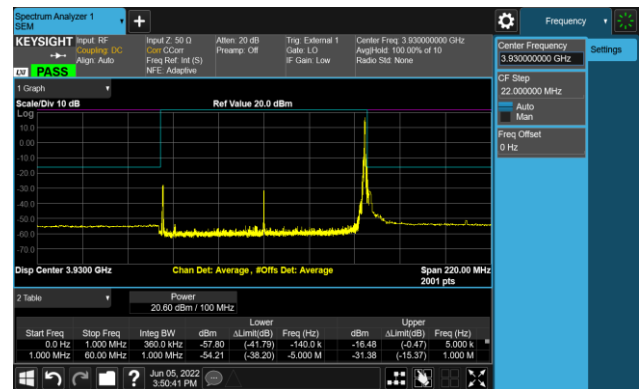 Spectrum Analyzer 1
SEM
+
Frequency
KEYSIGHT
Input: RF
Coupling: DC
Align: Auto
Input Z: 50 Ω
Corr CCorr
Freq Ref: Int (S)
NFE: Adaptive
Atten: 20 dB
Preamp: Off
Trig: External 1
Gate: LO
IF Gain: Low
Center Freq: 3.930000000 GHz
Avg|Hold: 100.00% of 10
Radio Std: None
LXI PASS
Center Frequency
3.930000000 GHz
Settings
CF Step
22.000000 MHz
Auto
Man
Freq Offset
0 Hz
1 Graph
Scale/Div 10 dB
Ref Value 20.0 dBm
Log
10.0
0.00
-10.0
-20.0
-30.0
-40.0
-50.0
-60.0
-70.0
Disp Center 3.9300 GHz
Chan Det: Average, #Offs Det: Average
Span 220.00 MHz
2001 pts
2 Table
Power
20.60 dBm / 100 MHz
Lower Upper
Start Freq Stop Freq Integ BW dBm ΔLimit(dB) Freq (Hz) dBm ΔLimit(dB) Freq (Hz)
0.0 Hz 1.000 MHz 360.0 kHz -57.80 (-41.79) -140.0 k -16.48 (-0.47) 5.000 k
1.000 MHz 60.00 MHz 1.000 MHz -54.21 (-38.20) -5.000 M -31.38 (-15.37) 1.000 M
?
Jun 05, 2022
3:50:41 PM